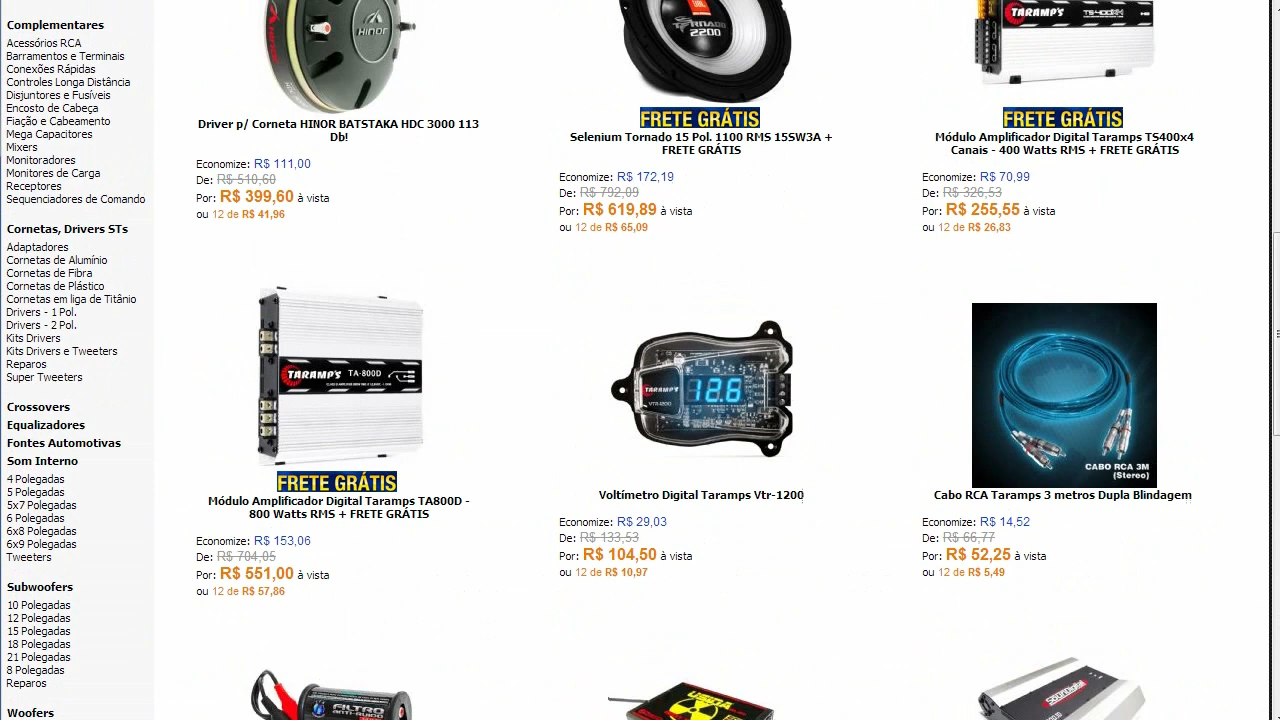 Complementares
Acessórios RCA
Barramentos e Terminais
Conexões Rápidas
Controles Longa Distância
Disjuntores e Fusíveis
Encosto de Cabeça
Fios e Cabeamento
Mega Capacitores
Mixers
Monitoradores
Monitores de Carga
Receptores
Sequenciadores de Comando
Cornetas, Drivers STs
Adaptadores
Cornetas de Alumínio
Cornetas de Fibra
Cornetas de Plástico
Cornetas em liga de Titânio
Drivers - 1 Pol
Drivers - 2 Pol
Kits Drivers
Kits Drivers e Tweeters
Reparos
Super Tweeters
Crossovers
Equalizadores
Fontes Automotivas
Som Interno
4 Polegadas
5 Polegadas
5x7 Polegadas
6 Polegadas
6x8 Polegadas
6x9 Polegadas
Tweeters
Subwoofers
10 Polegadas
12 Polegadas
15 Polegadas
18 Polegadas
21 Polegadas
8 Polegadas
Reparos
Woofers
HINOR
Driver p/ Corneta HINOR BATSTAKA HDC 3000 113
Db!
Economize: R$ 111,00
De: R$ 510,60
Por: R$ 399,60 à vista
ou 12 de R$ 41,96
JBL
TORNADO
2200
FRETE GRÁTIS
Selenium Tornado 15 Pol. 1100 RMS 15SW3A +
FRETE GRÁTIS
Economize: R$ 172,19
De: R$ 792,09
Por: R$ 619,89 à vista
ou 12 de R$ 65,09
TARAMP'S
FRETE GRÁTIS
Módulo Amplificador Digital Taramps TS400x4
Canais - 400 Watts RMS + FRETE GRÁTIS
Economize: R$ 70,99
De: R$ 326,53
Por: R$ 255,55 à vista
ou 12 de R$ 26,83
TARAMP'S TA-800D
FRETE GRÁTIS
Módulo Amplificador Digital Taramps TA800D -
800 Watts RMS + FRETE GRÁTIS
Economize: R$ 153,06
De: R$ 704,05
Por: R$ 551,00 à vista
ou 12 de R$ 57,86
TARAMP'S
VTR-1200
12.6
Voltímetro Digital Taramps Vtr-1200
Economize: R$ 29,03
De: R$ 133,53
Por: R$ 104,50 à vista
ou 12 de R$ 10,97
CABO RCA 3M
(Stereo)
Cabo RCA Taramps 3 metros Dupla Blindagem
Economize: R$ 14,52
De: R$ 66,77
Por: R$ 52,25 à vista
ou 12 de R$ 5,49
FILTRO
ANTI-RUIDO
USINA
SounDigital